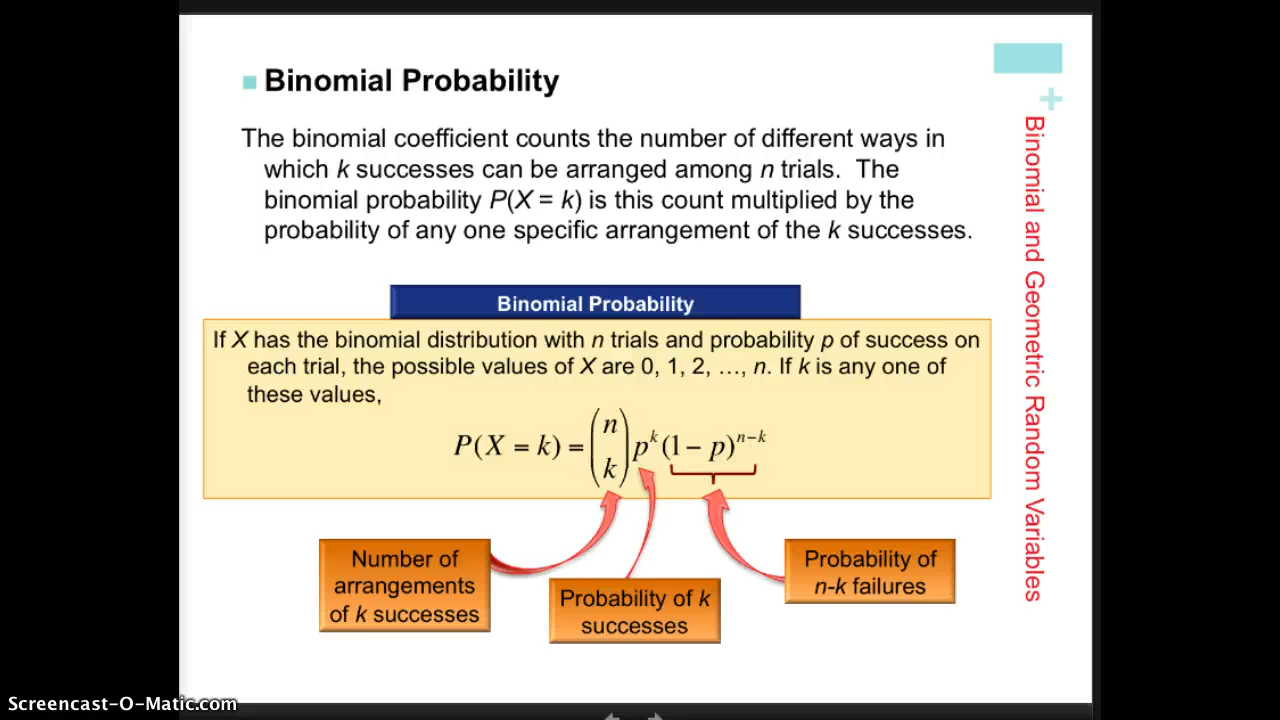 ■ Binomial Probability
The binomial coefficient counts the number of different ways in
which k successes can be arranged among n trials. The
binomial probability P(X = k) is this count multiplied by the
probability of any one specific arrangement of the k successes.
Binomial Probability
If X has the binomial distribution with n trials and probability p of success on
each trial, the possible values of X are 0, 1, 2, …, n. If k is any one of
these values,
P(X = k) = (n k) p^k (1 − p)^(n−k)
Number of
arrangements
of k successes
Probability of k
successes
Probability of
n-k failures
+
Binomial and Geometric Random Variables
Screencast-O-Matic.com